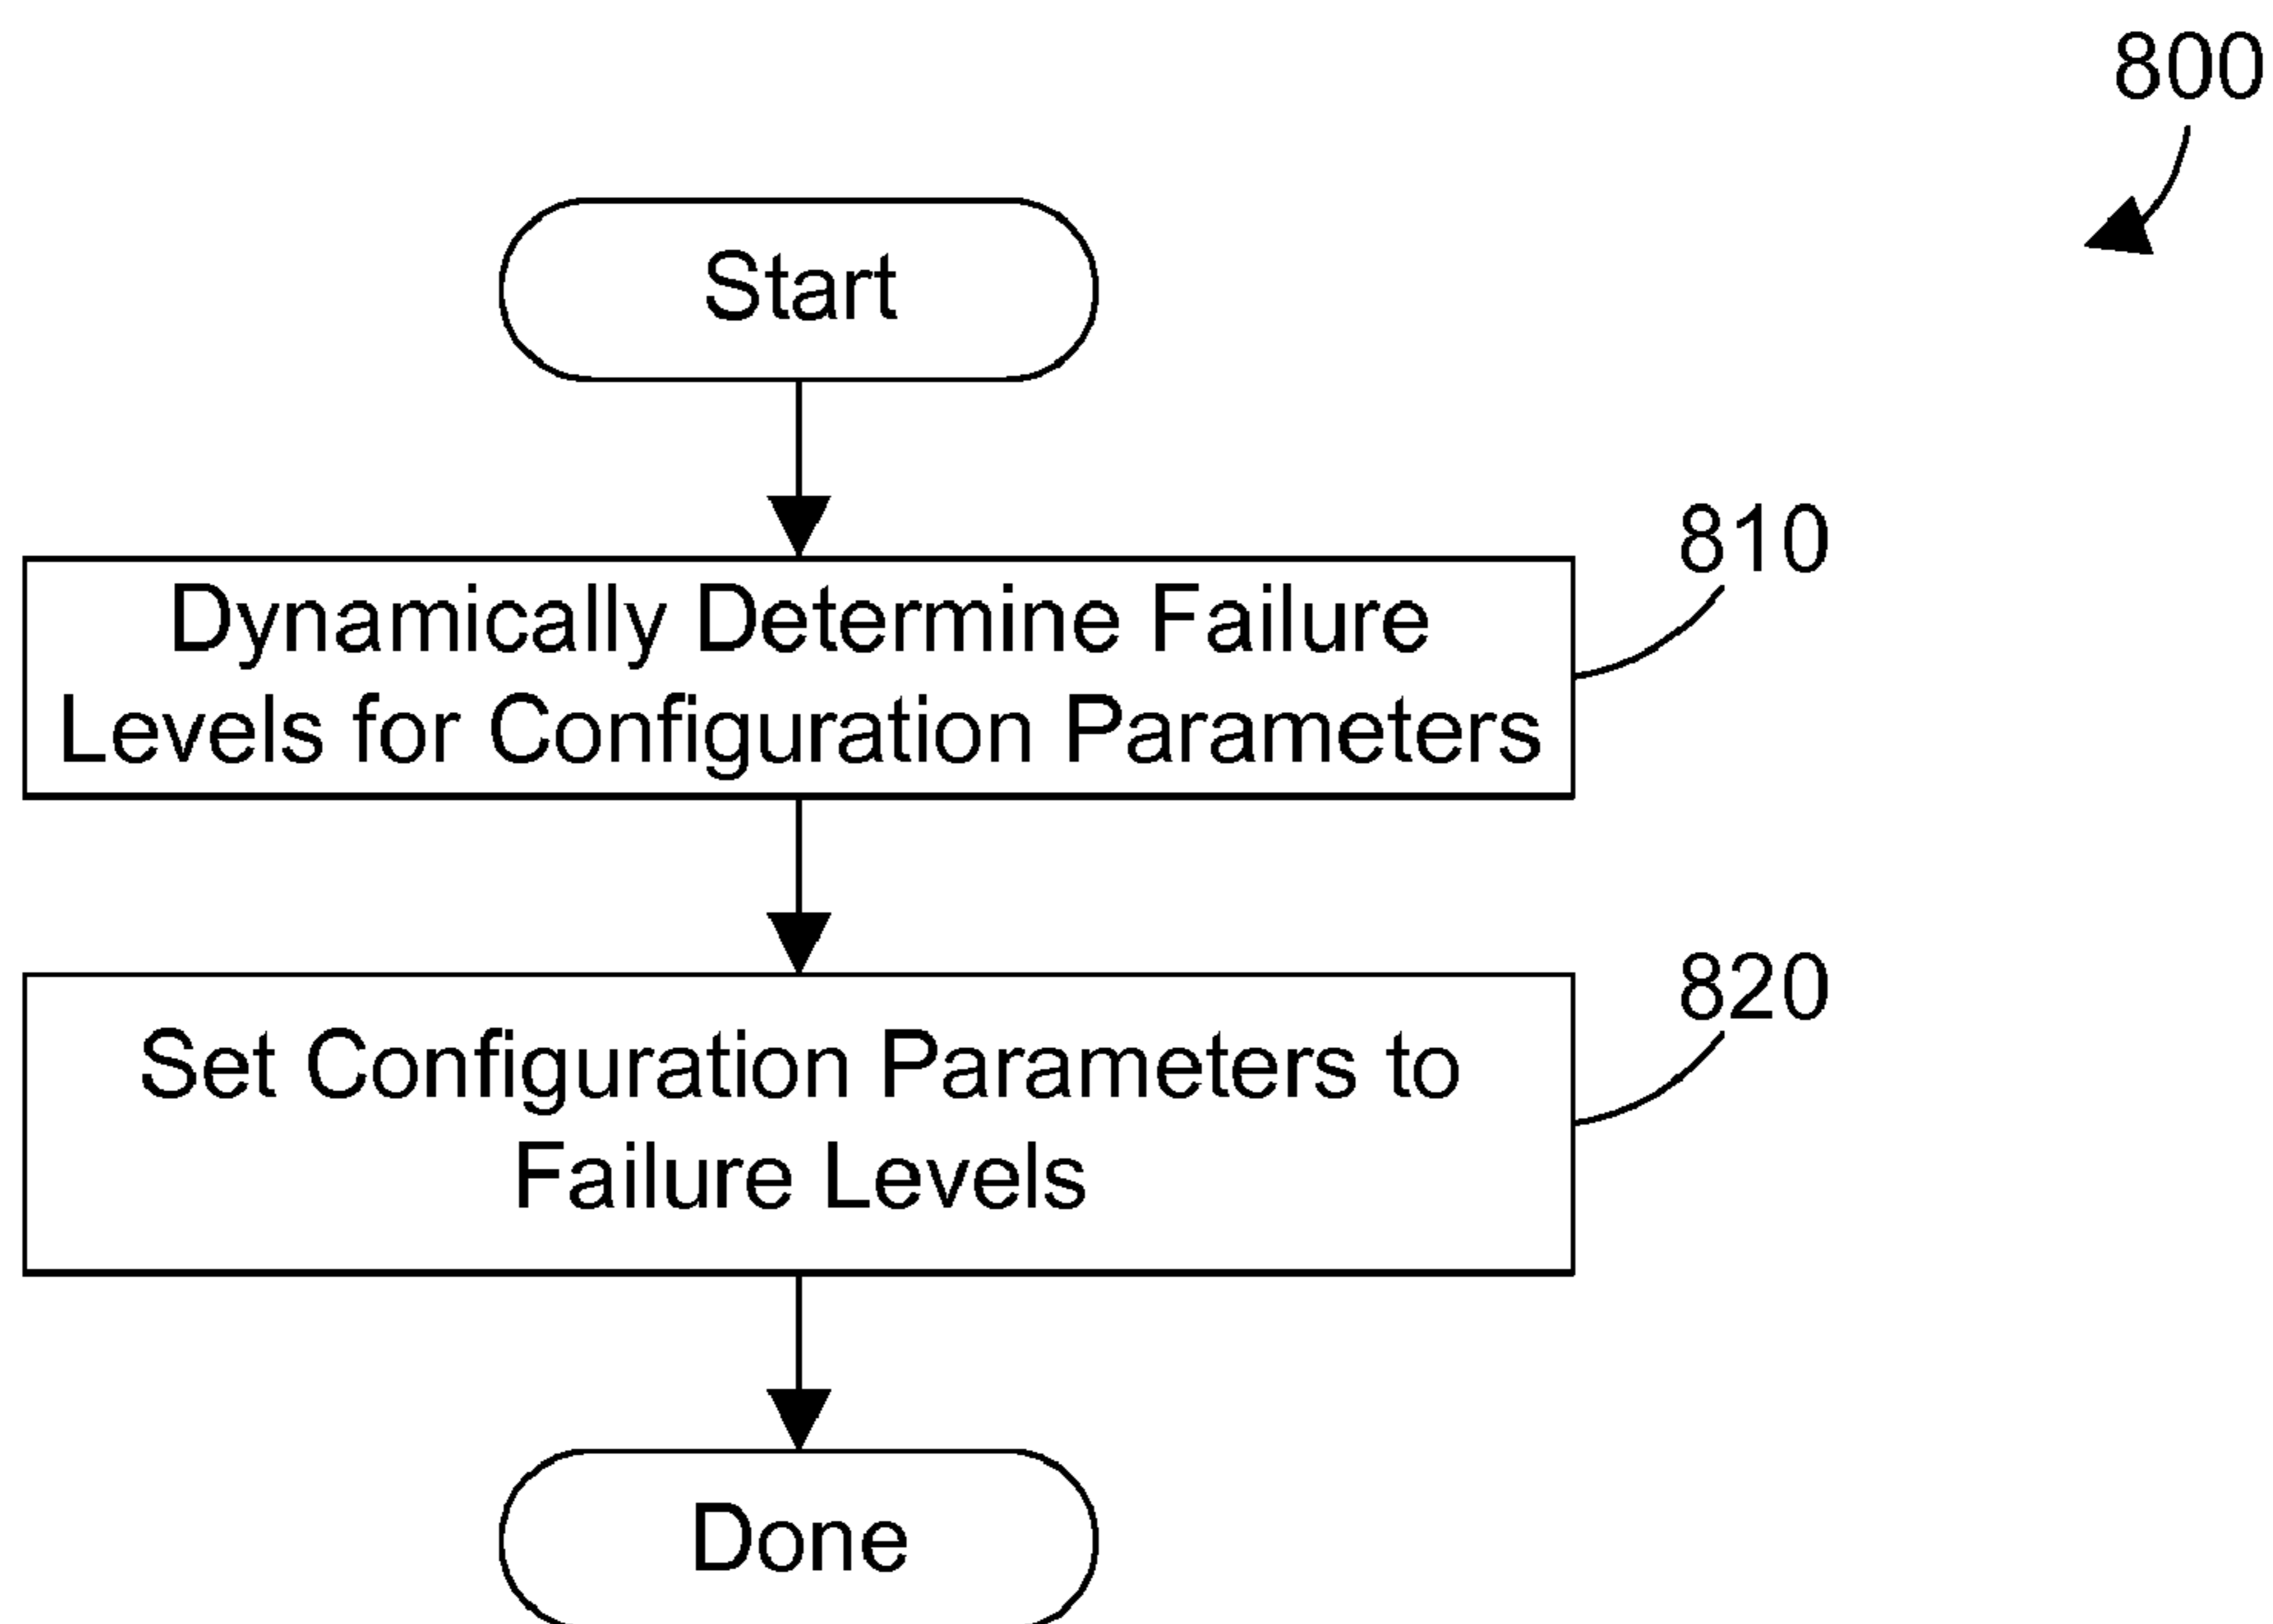 800
Start
810
Dynamically Determine Failure
Levels for Configuration Parameters
820
Set Configuration Parameters to
Failure Levels
Done